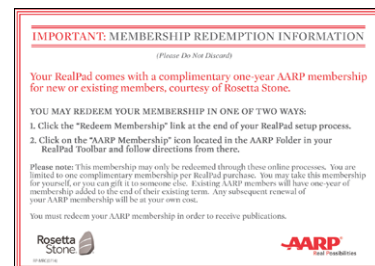 IMPORTANT: MEMBERSHIP REDEMPTION INFORMATION
(Please Do Not Discard)
Your RealPad comes with a complimentary one-year AARP membership
for new or existing members, courtesy of Rosetta Stone.
YOU MAY REDEEM YOUR MEMBERSHIP IN ONE OF TWO WAYS:
1. Click the "Redeem Membership" link at the end of your RealPad setup process.
2. Click on the "AARP Membership" icon located in the AARP Folder in your
RealPad Toolbar and follow directions from there.
Please note: This membership may only be redeemed through these online processes. You are
limited to one complimentary membership per RealPad purchase. You may take this membership
for yourself, or you can gift it to someone else. Existing AARP members will have one-year of
membership added to the end of their existing term. Any subsequent renewal of
your AARP membership will be at your own cost.
You must redeem your AARP membership in order to receive publications.
Rosetta
Stone
AARP
Real Possibilities